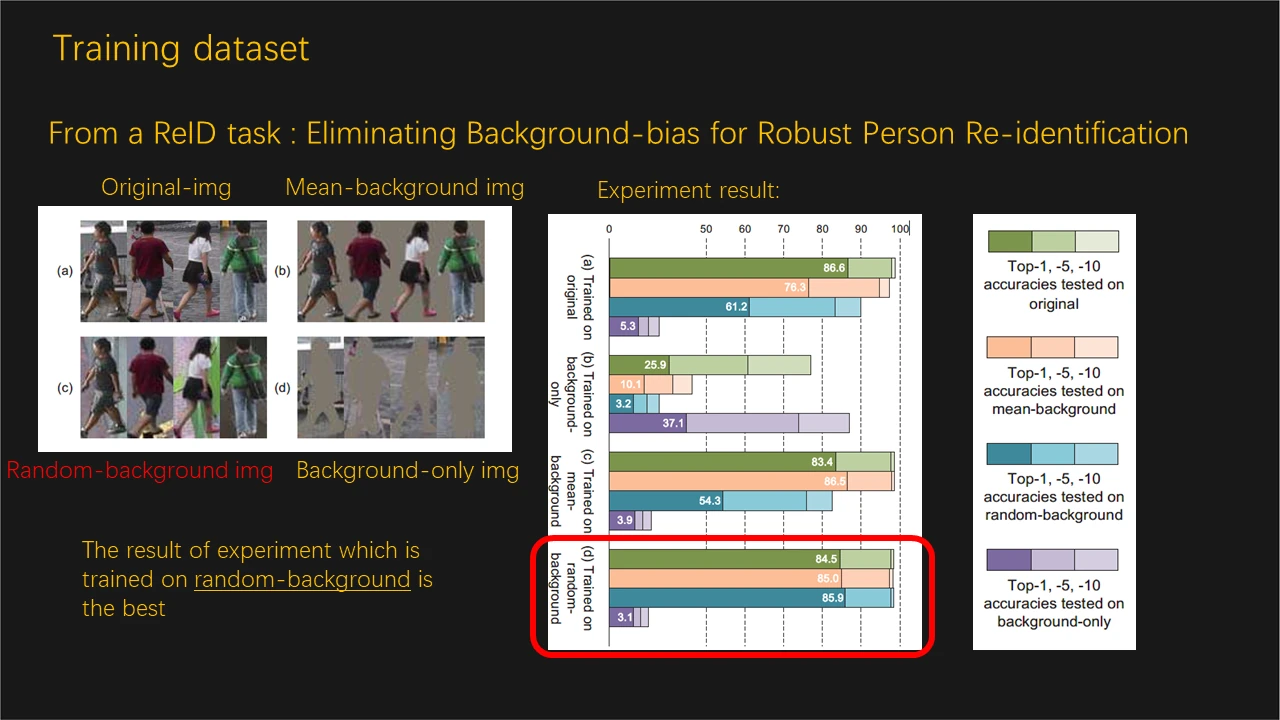 Training dataset
From a ReID task : Eliminating Background-bias for Robust Person Re-identification
Original-img
Mean-background img
(a)
(b)
(c)
(d)
Random-background img
Background-only img
The result of experiment which is
trained on random-background is
the best
Experiment result:
0 50 60 70 80 90 100
(a) Trained on
original
86.6
76.3
61.2
5.3
(b) Trained on
background-
only
25.9
10.1
3.2
37.1
(c) Trained on
mean-
background
83.4
86.5
54.3
3.9
(d) Trained on
random-
background
84.5
85.0
85.9
3.1
Top-1, -5, -10
accuracies tested on
original
Top-1, -5, -10
accuracies tested on
mean-background
Top-1, -5, -10
accuracies tested on
random-background
Top-1, -5, -10
accuracies tested on
background-only